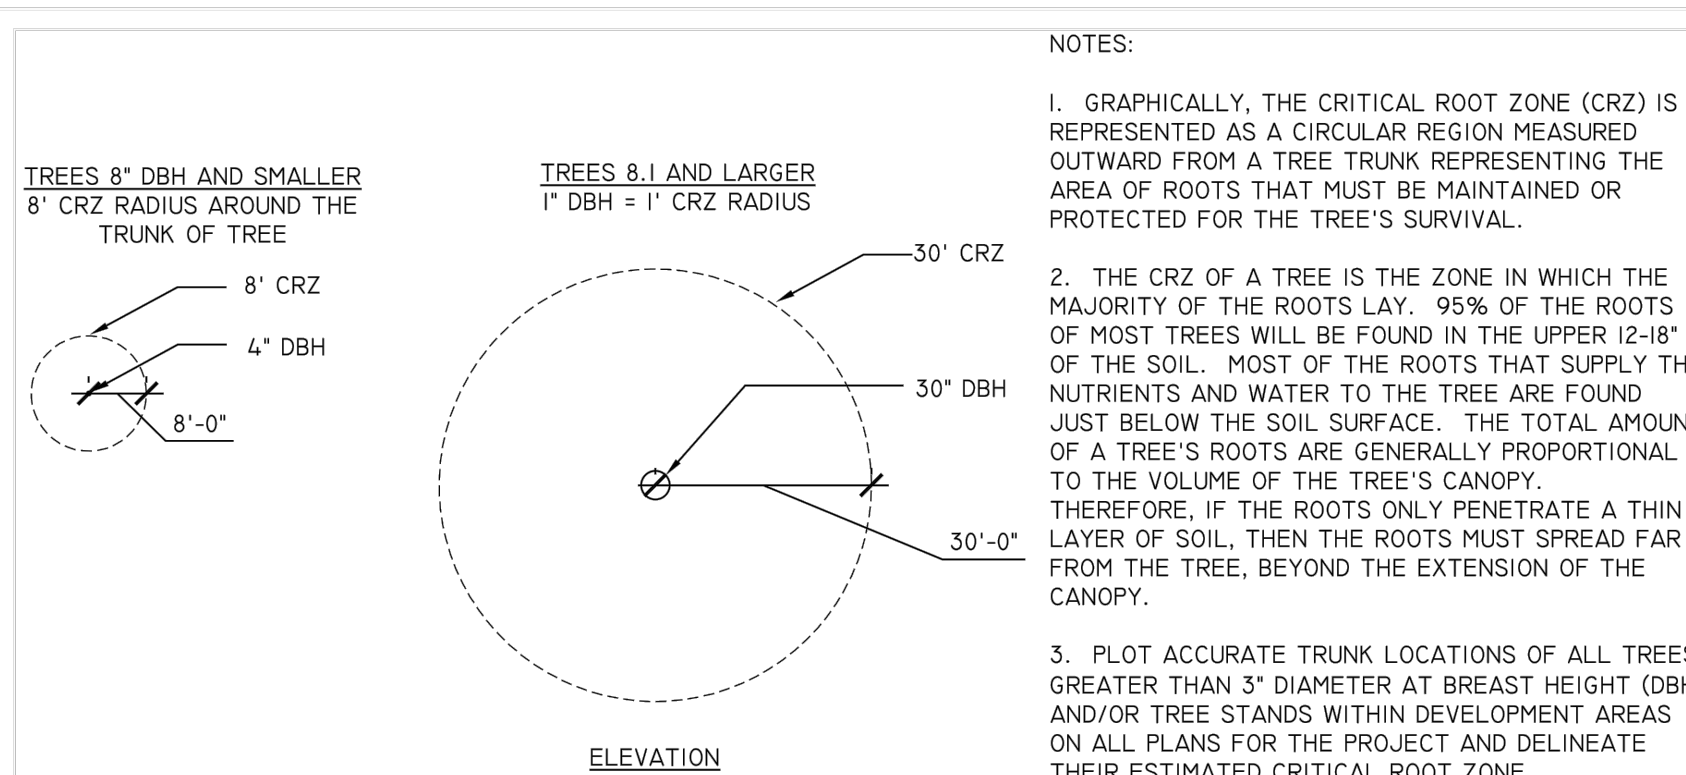 TREES 8" DBH AND SMALLER
8' CRZ RADIUS AROUND THE
TRUNK OF TREE
8' CRZ
4" DBH
8'-0"
TREES 8.1 AND LARGER
1" DBH = 1' CRZ RADIUS
30' CRZ
30" DBH
30'-0"
ELEVATION
NOTES:
1. GRAPHICALLY, THE CRITICAL ROOT ZONE (CRZ) IS
REPRESENTED AS A CIRCULAR REGION MEASURED
OUTWARD FROM A TREE TRUNK REPRESENTING THE
AREA OF ROOTS THAT MUST BE MAINTAINED OR
PROTECTED FOR THE TREE'S SURVIVAL.
2. THE CRZ OF A TREE IS THE ZONE IN WHICH THE
MAJORITY OF THE ROOTS LAY. 95% OF THE ROOTS
OF MOST TREES WILL BE FOUND IN THE UPPER 12-18"
OF THE SOIL. MOST OF THE ROOTS THAT SUPPLY TH
NUTRIENTS AND WATER TO THE TREE ARE FOUND
JUST BELOW THE SOIL SURFACE. THE TOTAL AMOUN
OF A TREE'S ROOTS ARE GENERALLY PROPORTIONAL
TO THE VOLUME OF THE TREE'S CANOPY.
THEREFORE, IF THE ROOTS ONLY PENETRATE A THIN
LAYER OF SOIL, THEN THE ROOTS MUST SPREAD FAR
FROM THE TREE, BEYOND THE EXTENSION OF THE
CANOPY.
3. PLOT ACCURATE TRUNK LOCATIONS OF ALL TREES
GREATER THAN 3" DIAMETER AT BREAST HEIGHT (DBH
AND/OR TREE STANDS WITHIN DEVELOPMENT AREAS
ON ALL PLANS FOR THE PROJECT AND DELINEATE
THEIR ESTIMATED CRITICAL ROOT ZONE